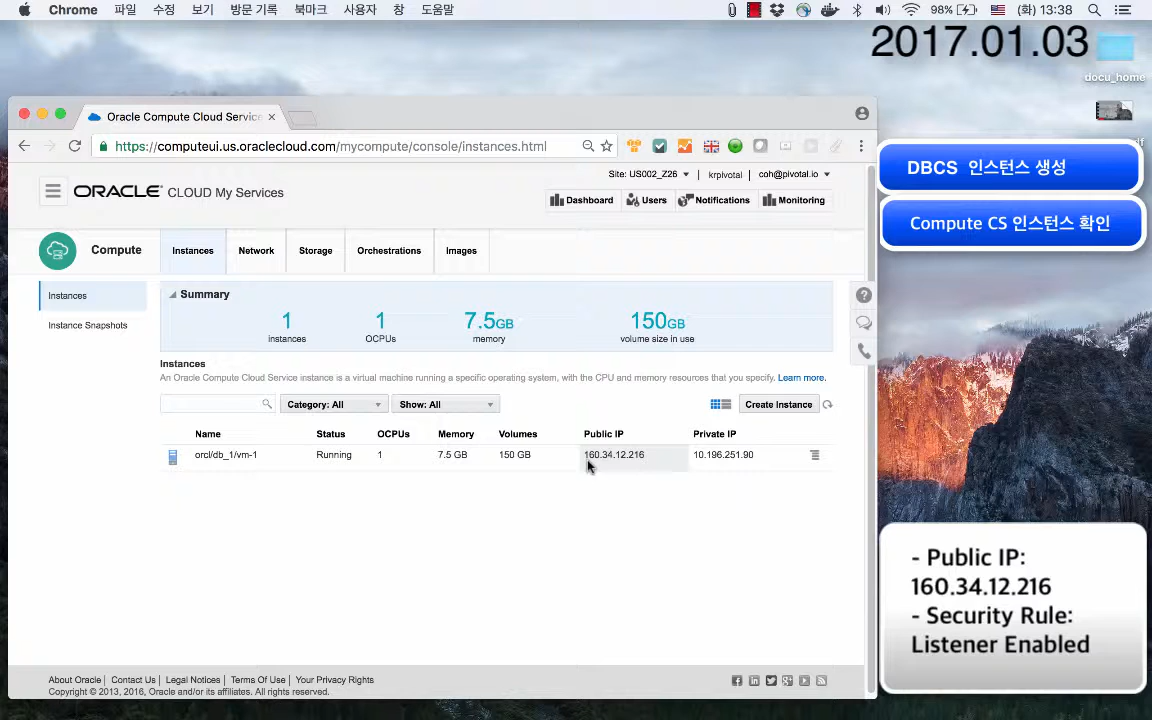 Chrome 파일 수정 보기 방문 기록 북마크 사용자 창 도움말 98% (화) 13:38
2017.01.03
docu_home
Oracle Compute Cloud Service
https://computeui.us.oraclecloud.com/mycompute/console/instances.html
DBCS 인스턴스 생성
Compute CS 인스턴스 확인
Site: US002_Z26 krpivotal coh@pivotal.io
ORACLE CLOUD My Services
Dashboard Users Notifications Monitoring
Compute Instances Network Storage Orchestrations Images
Instances
Instance Snapshots
Summary
1 1 7.5GB 150GB
instances OCPUs memory volume size in use
Instances
An Oracle Compute Cloud Service instance is a virtual machine running a specific operating system, with the CPU and memory resources that you specify. Learn more.
Category: All Show: All Create Instance
Name Status OCPUs Memory Volumes Public IP Private IP
orcl/db_1/vm-1 Running 1 7.5 GB 150 GB 160.34.12.216 10.196.251.90
- Public IP:
160.34.12.216
- Security Rule:
Listener Enabled
About Oracle | Contact Us | Legal Notices | Terms Of Use | Your Privacy Rights
Copyright © 2013, 2016, Oracle and/or its affiliates. All rights reserved.